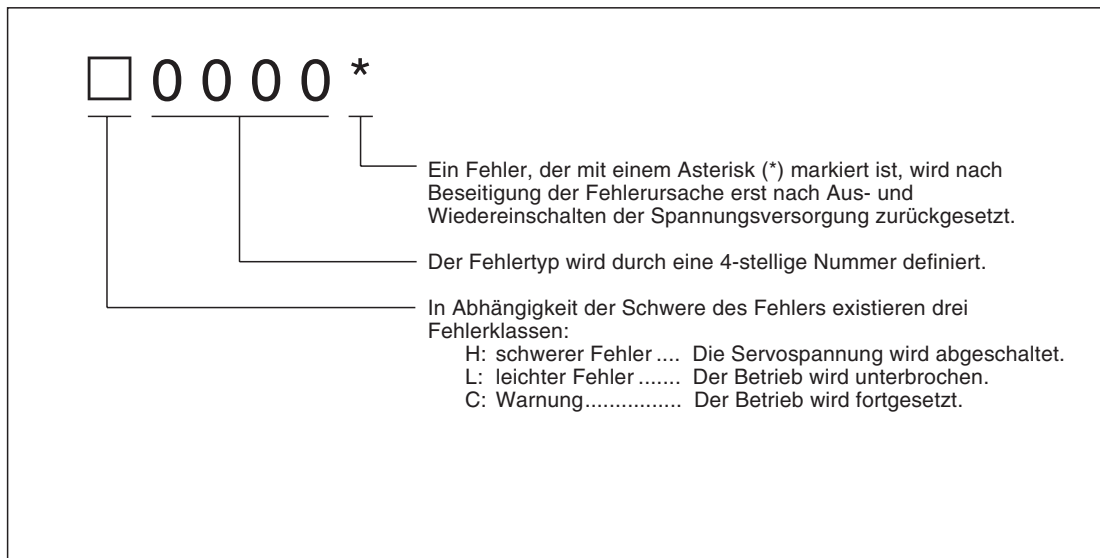 □ 0 0 0 0 *
Ein Fehler, der mit einem Asterisk (*) markiert ist, wird nach
Beseitigung der Fehlerursache erst nach Aus- und
Wiedereinschalten der Spannungsversorgung zurückgesetzt.
Der Fehlertyp wird durch eine 4-stellige Nummer definiert.
In Abhängigkeit der Schwere des Fehlers existieren drei
Fehlerklassen:
H: schwerer Fehler .... Die Servospannung wird abgeschaltet.
L: leichter Fehler ....... Der Betrieb wird unterbrochen.
C: Warnung................ Der Betrieb wird fortgesetzt.